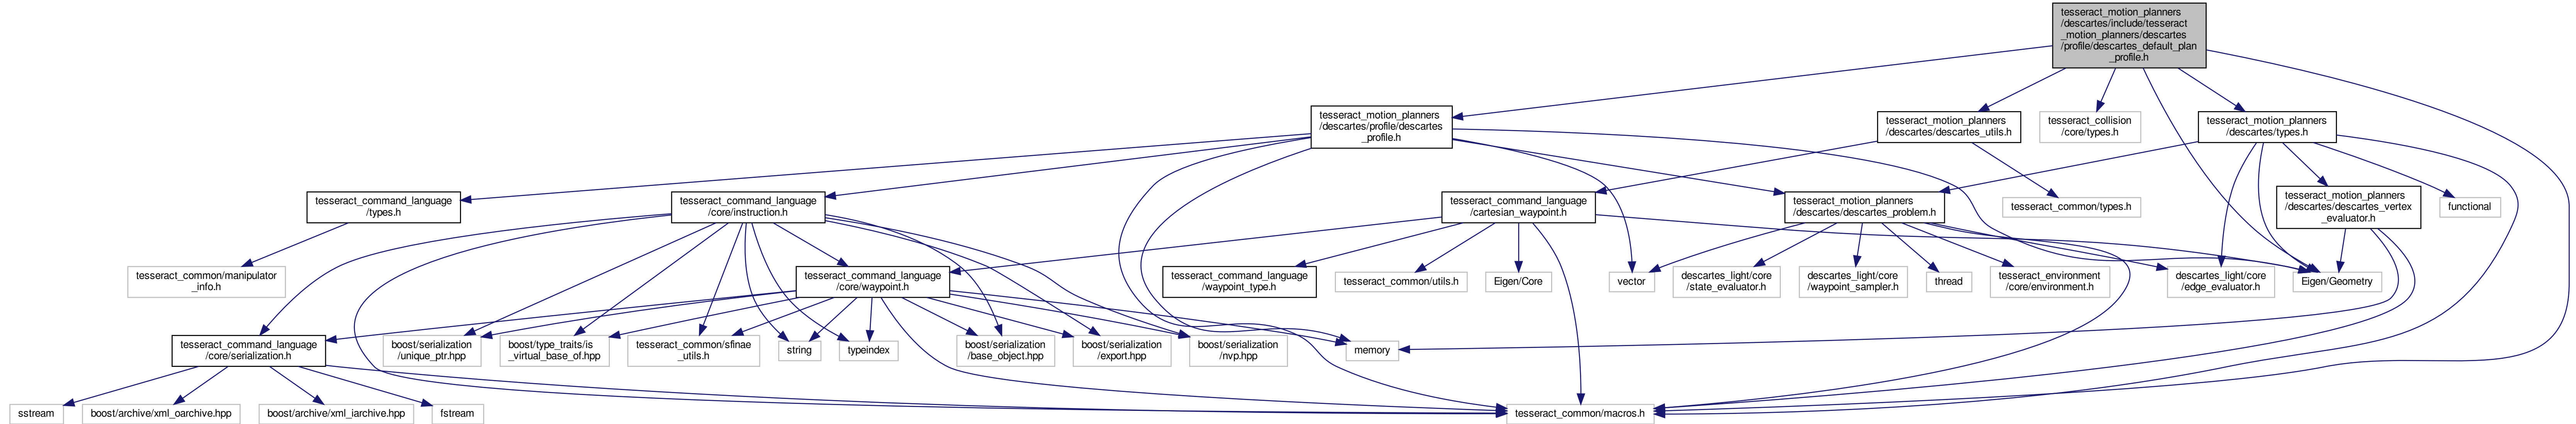 tesseract_motion_planners
/descartes/include/tesseract
_motion_planners/descartes
/profile/descartes_default_plan
_profile.h
tesseract_motion_planners
/descartes/profile/descartes
_profile.h
tesseract_motion_planners
/descartes/descartes_utils.h
tesseract_collision
/core/types.h
tesseract_motion_planners
/descartes/types.h
tesseract_command_language
/types.h
tesseract_command_language
/core/instruction.h
tesseract_command_language
/cartesian_waypoint.h
tesseract_motion_planners
/descartes/descartes_problem.h
tesseract_common/types.h
tesseract_motion_planners
/descartes/descartes_vertex
_evaluator.h
functional
tesseract_common/manipulator
_info.h
tesseract_command_language
/core/waypoint.h
tesseract_command_language
/waypoint_type.h
tesseract_common/utils.h
Eigen/Core
vector
descartes_light/core
/state_evaluator.h
descartes_light/core
/waypoint_sampler.h
thread
tesseract_environment
/core/environment.h
descartes_light/core
/edge_evaluator.h
Eigen/Geometry
tesseract_command_language
/core/serialization.h
boost/serialization
/unique_ptr.hpp
boost/type_traits/is
_virtual_base_of.hpp
tesseract_common/sfinae
_utils.h
string
typeindex
boost/serialization
/base_object.hpp
boost/serialization
/export.hpp
boost/serialization
/nvp.hpp
memory
sstream
boost/archive/xml_oarchive.hpp
boost/archive/xml_iarchive.hpp
fstream
tesseract_common/macros.h